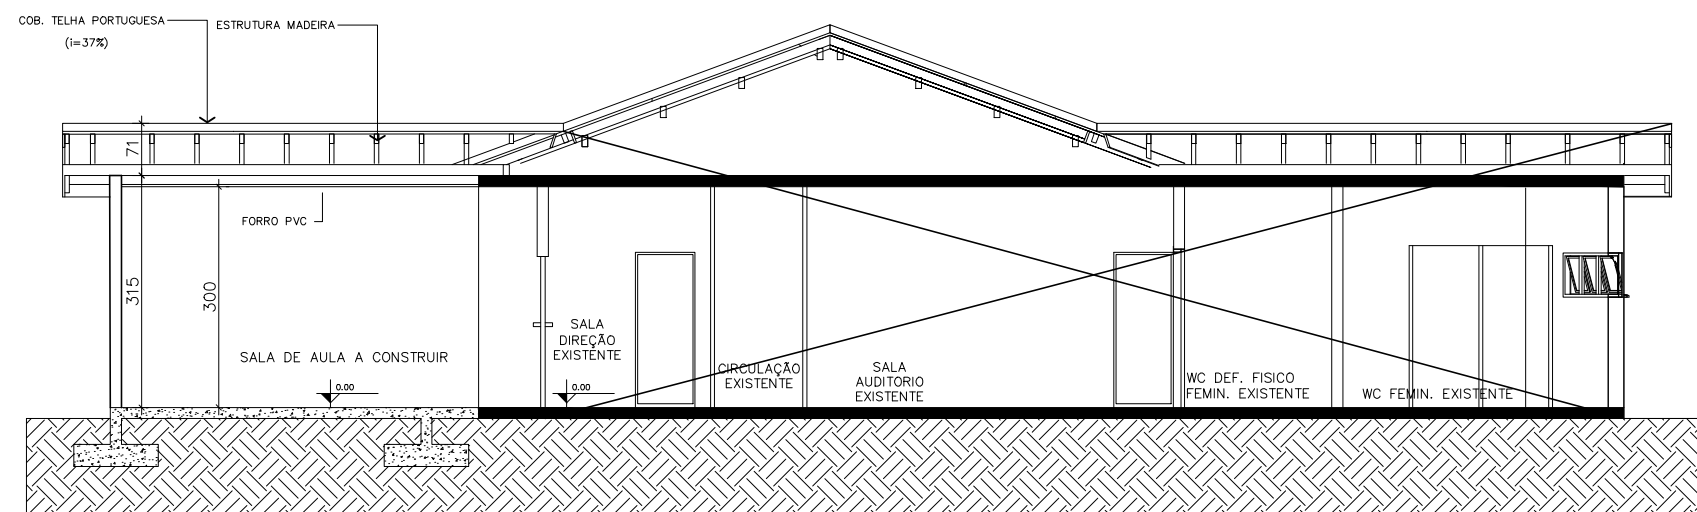 COB. TELHA PORTUGUESA
(i=37%)
ESTRUTURA MADEIRA
71
FORRO PVC
315
300
SALA DE AULA A CONSTRUIR
0.00
SALA
DIREÇÃO
EXISTENTE
0.00
CIRCULAÇÃO
EXISTENTE
SALA
AUDITORIO
EXISTENTE
WC DEF. FISICO
FEMIN. EXISTENTE
WC FEMIN. EXISTENTE